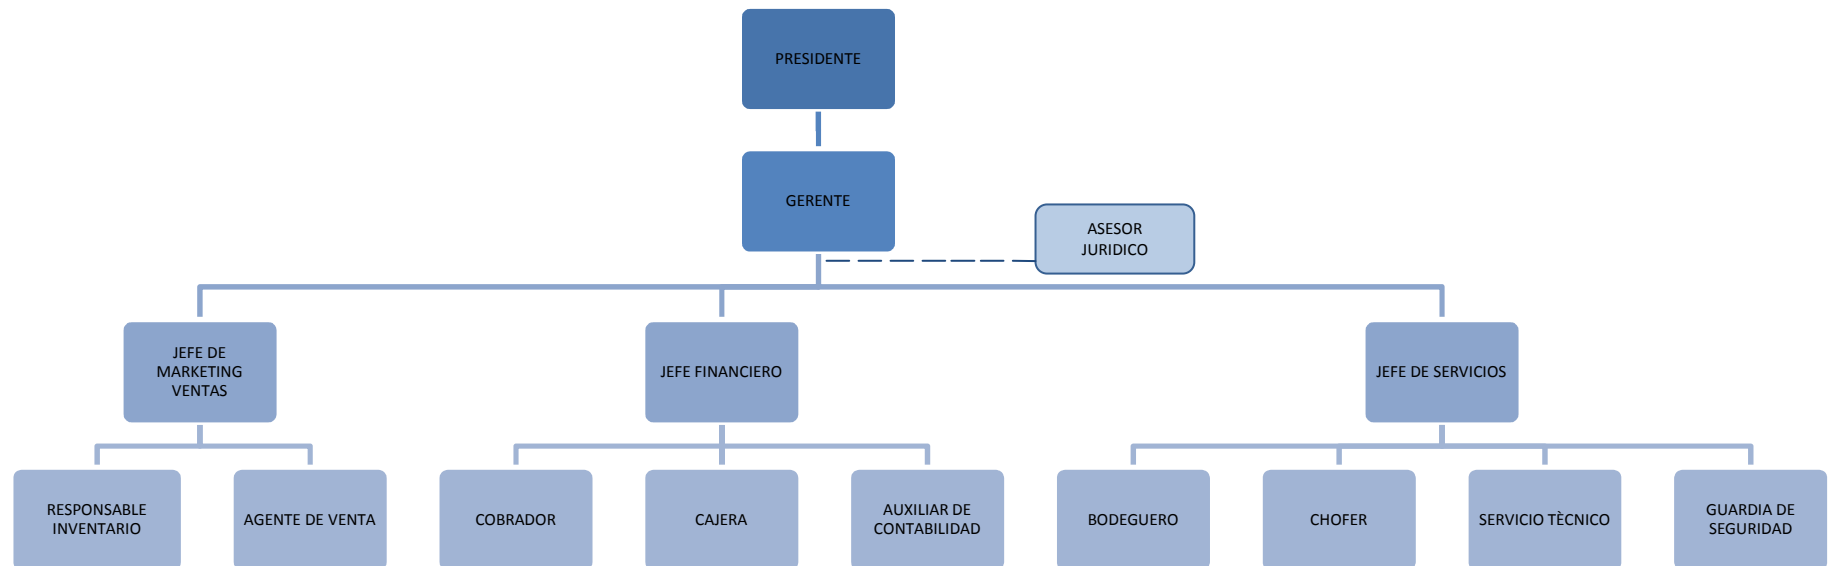 PRESIDENTE
GERENTE
ASESOR
JURIDICO
JEFE DE
MARKETING
VENTAS
JEFE FINANCIERO
JEFE DE SERVICIOS
RESPONSABLE
INVENTARIO
AGENTE DE VENTA
COBRADOR
CAJERA
AUXILIAR DE
CONTABILIDAD
BODEGUERO
CHOFER
SERVICIO TÈCNICO
GUARDIA DE
SEGURIDAD